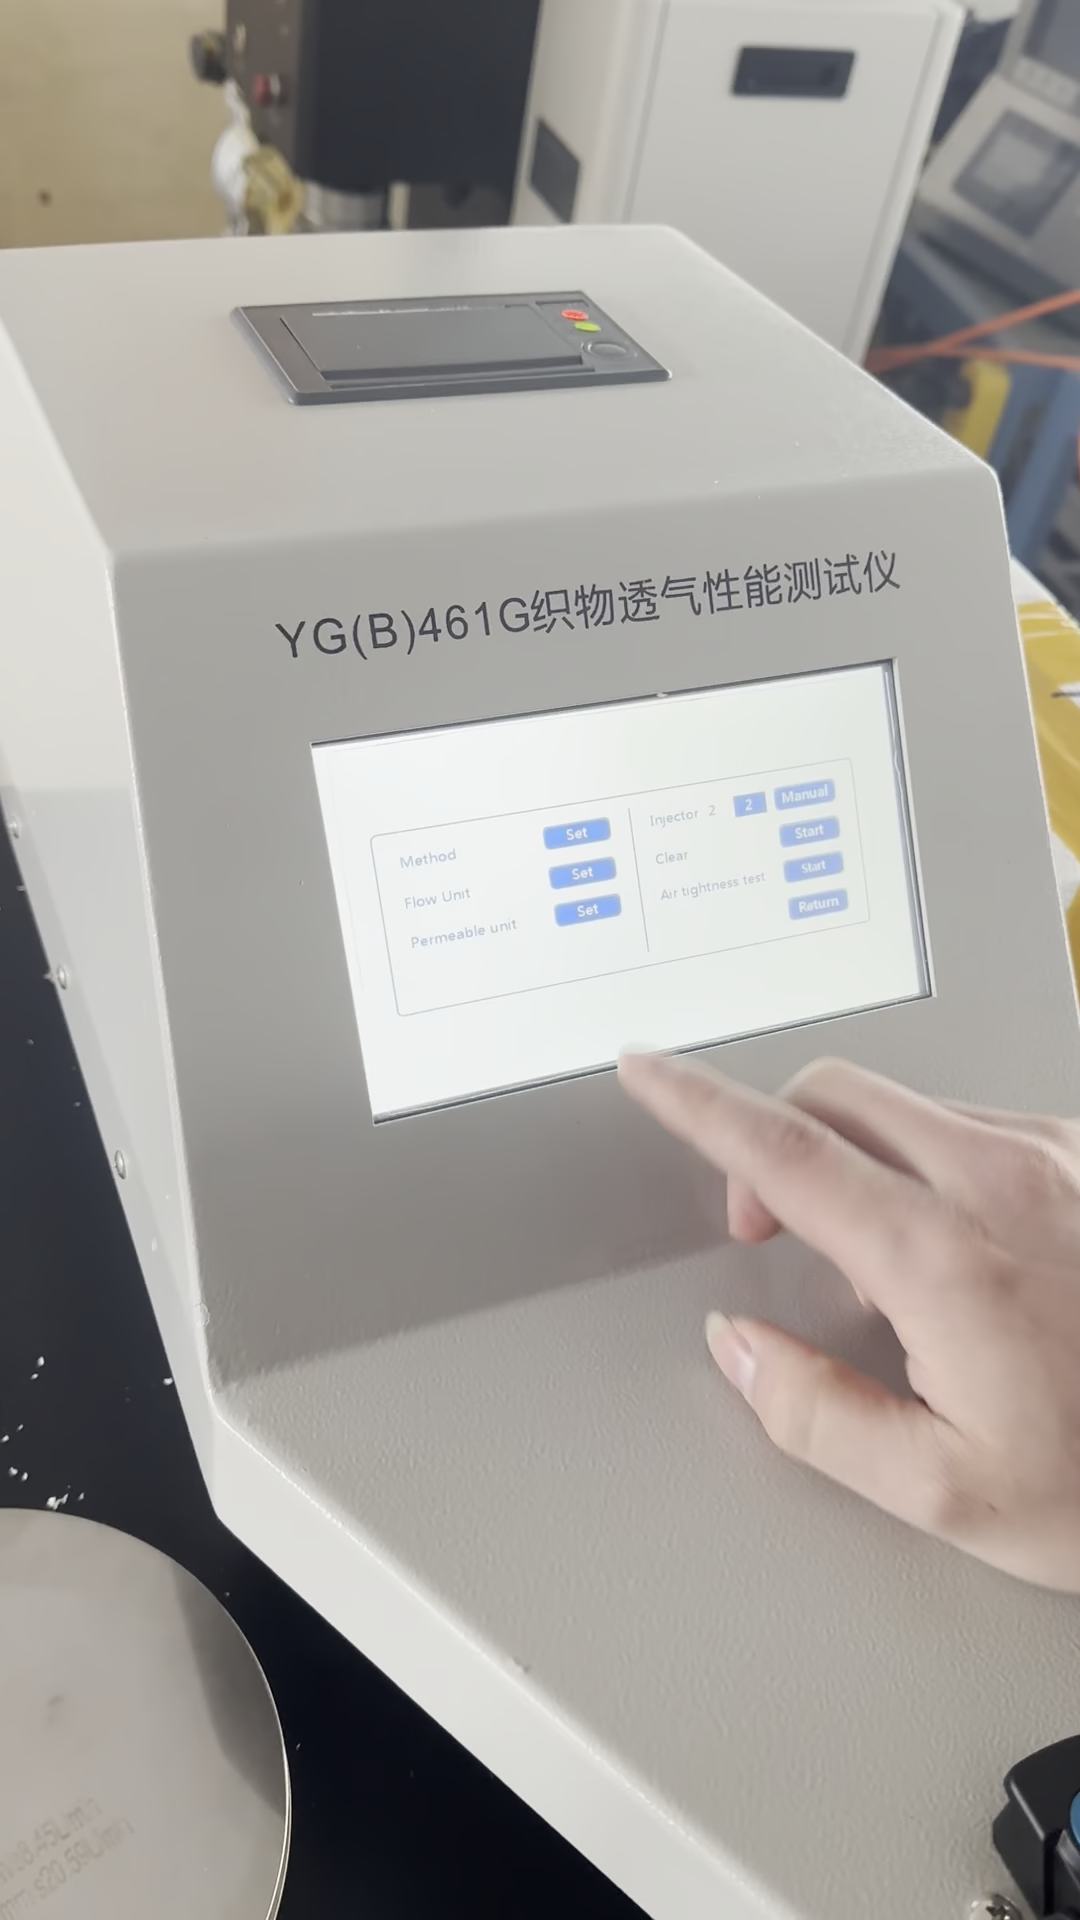 YG(B)461G织物透气性能测试仪
Method Set
Flow Unit Set
Permeable unit Set
Injector 2 2 Manual
Clear Start
Air tightness test Start
Return